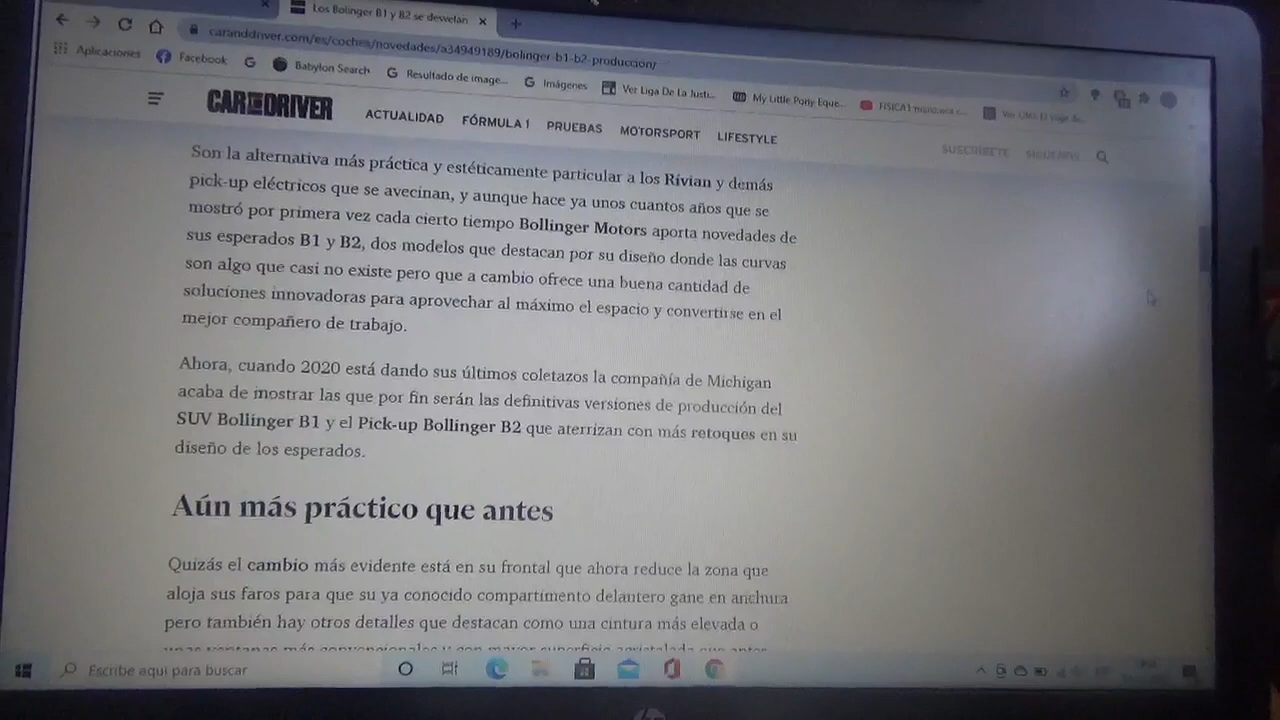 Los Bolinger B1 y B2 se desvelan
caranddriver.com/es/coches/novedades/a34949189/bolinger-b1-b2-produccion/
Aplicaciones Facebook Babylon Search Resultado de image... Imágenes Ver Liga De La Justi... My Little Pony Eque...
CAR AND DRIVER ACTUALIDAD FÓRMULA 1 PRUEBAS MOTORSPORT LIFESTYLE SUSCRÍBETE SÍGUENOS
Son la alternativa más práctica y estéticamente particular a los Rivian y demás
pick-up eléctricos que se avecinan, y aunque hace ya unos cuantos años que se
mostró por primera vez cada cierto tiempo Bollinger Motors aporta novedades de
sus esperados B1 y B2, dos modelos que destacan por su diseño donde las curvas
son algo que casi no existe pero que a cambio ofrece una buena cantidad de
soluciones innovadoras para aprovechar al máximo el espacio y convertirse en el
mejor compañero de trabajo.
Ahora, cuando 2020 está dando sus últimos coletazos la compañía de Michigan
acaba de mostrar las que por fin serán las definitivas versiones de producción del
SUV Bollinger B1 y el Pick-up Bollinger B2 que aterrizan con más retoques en su
diseño de los esperados.
Aún más práctico que antes
Quizás el cambio más evidente está en su frontal que ahora reduce la zona que
aloja sus faros para que su ya conocido compartimento delantero gane en anchura
pero también hay otros detalles que destacan como una cintura más elevada o
Escribe aquí para buscar
hp